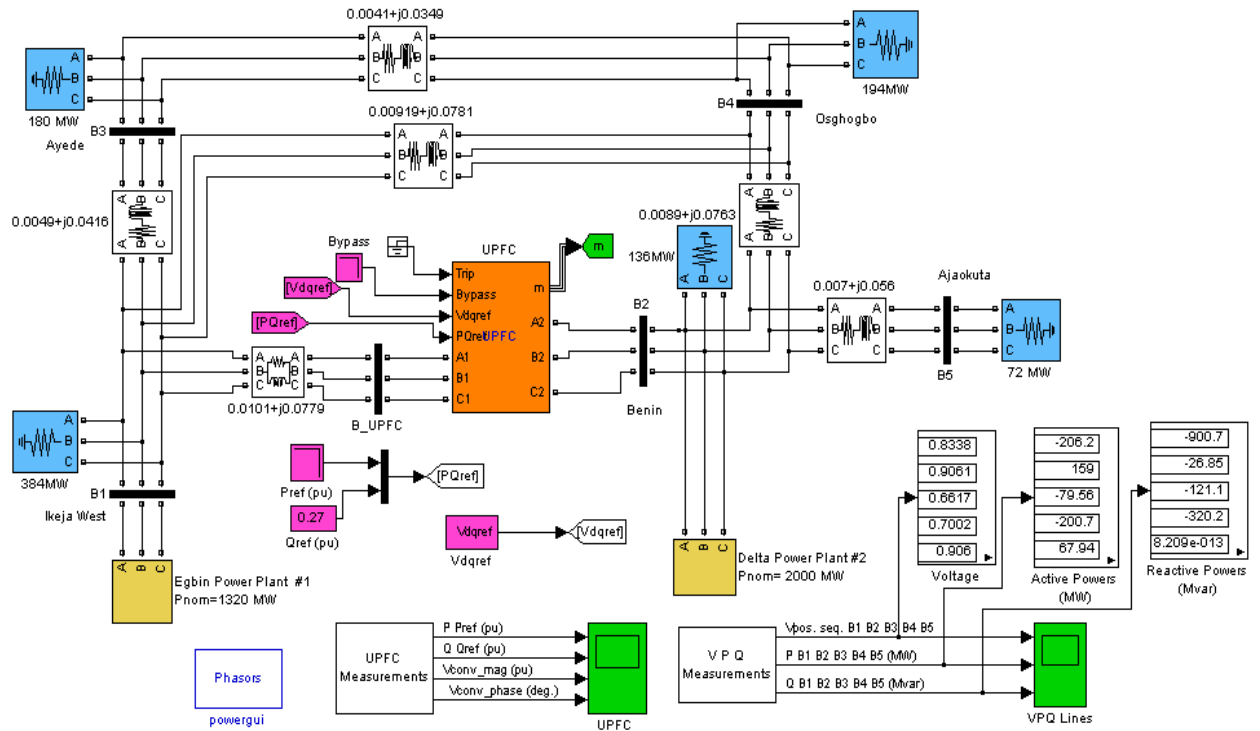 0.0041+j0.0349
A
B
C
A
B
C
A
B
C
A
B
C
180 MW
194MW
B3
Ayede
B4
Osghogbo
0.00919+j0.0781
A
B
C
A
B
C
A B C
A B C
0.0049+j0.0416
A B C
A B C
0.0089+j0.0763
136MW
A B C
Bypass
UPFC
Trip
Bypass
Vdqref
PQref
UPFC
m
A2
B2
C2
A1
B1
C1
m
[Vdqref]
[PQref]
B2
Benin
0.007+j0.056
A
B
C
A
B
C
Ajaokuta
B5
A
B
C
72 MW
A
B
C
A
B
C
0.0101+j0.0779
B_UPFC
A
B
C
384MW
B1
Ikeja West
Pref (pu)
0.27
Qref (pu)
[PQref]
Vdqref
Vdqref
[Vdqref]
A B C
Egbin Power Plant #1
Pnom=1320 MW
A B C
Delta Power Plant #2
Pnom= 2000 MW
0.8338
0.9061
0.6617
0.7002
0.906
Voltage
-206.2
159
-79.56
-200.7
67.94
Active Powers
(MW)
-900.7
-26.85
-121.1
-320.2
8.209e-013
Reactive Powers
(Mvar)
Phasors
powergui
UPFC
Measurements
P Pref (pu)
Q Qref (pu)
Vconv_mag (pu)
Vconv_phase (deg.)
UPFC
V P Q
Measurements
Vpos. seq. B1 B2 B3 B4 B5
P B1 B2 B3 B4 B5 (MW)
Q B1 B2 B3 B4 B5 (Mvar)
VPQ Lines